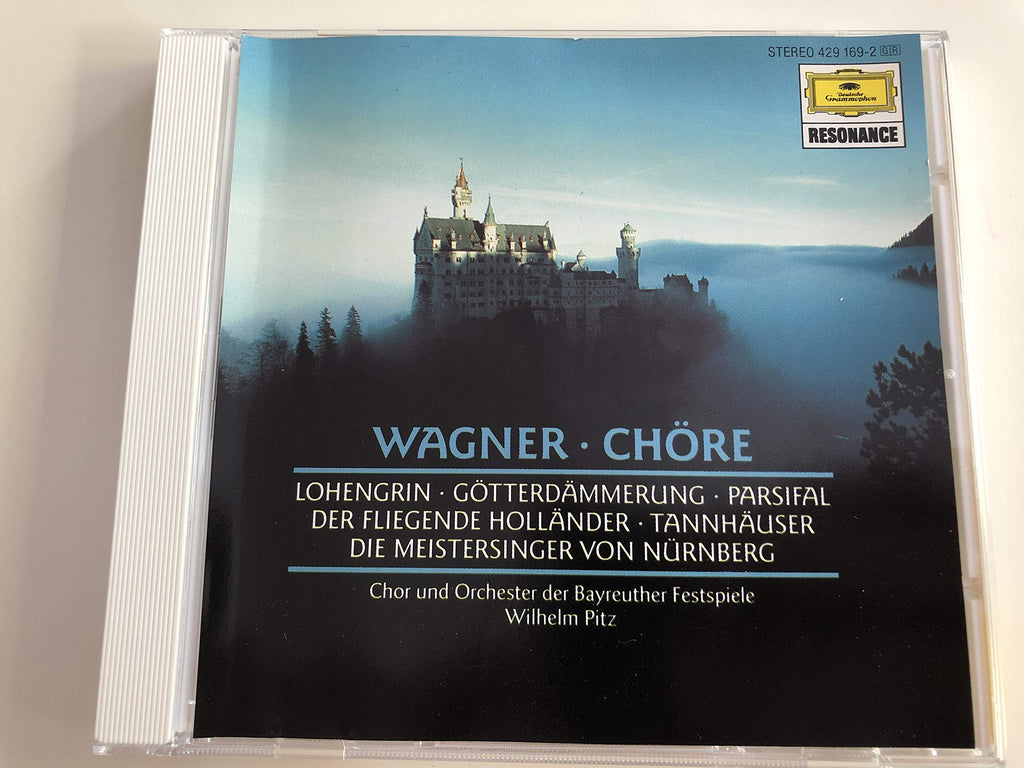 STEREO 429 169-2 GR
Deutsche
Grammophon
RESONANCE
WAGNER · CHÖRE
LOHENGRIN · GÖTTERDÄMMERUNG · PARSIFAL
DER FLIEGENDE HOLLÄNDER · TANNHÄUSER
DIE MEISTERSINGER VON NÜRNBERG
Chor und Orchester der Bayreuther Festspiele
Wilhelm Pitz